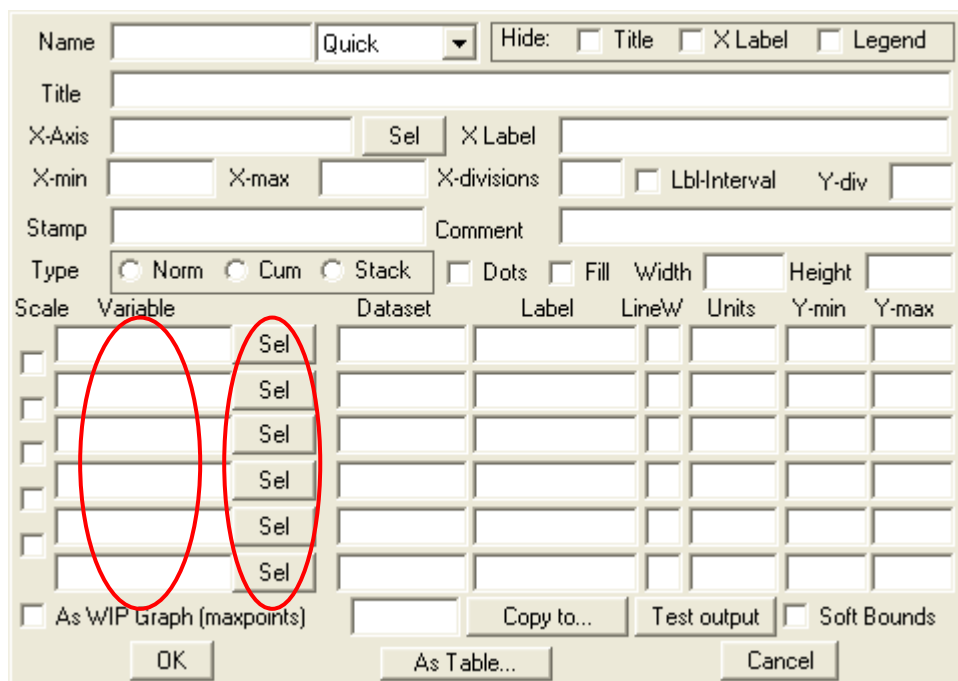 Name Quick Hide: Title X Label Legend
Title
X-Axis Sel X Label
X-min X-max X-divisions Lbl-Interval Y-div
Stamp Comment
Type Norm Cum Stack Dots Fill Width Height
Scale Variable Dataset Label LineW Units Y-min Y-max
Sel
Sel
Sel
Sel
Sel
Sel
As WIP Graph (maxpoints) Copy to... Test output Soft Bounds
OK As Table... Cancel